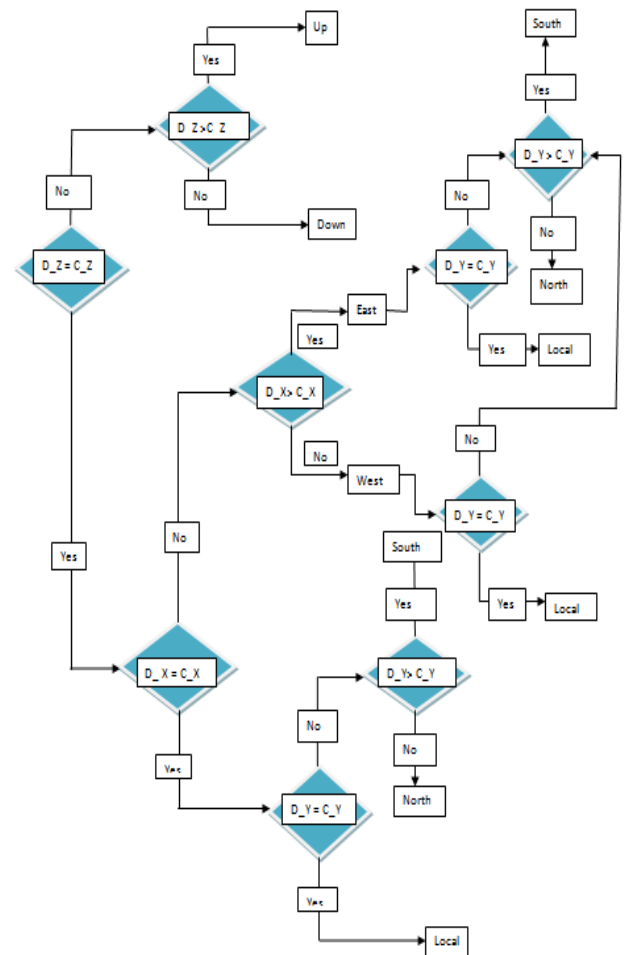 Up
South
Yes
Yes
D_Z>C_Z
D_Y > C_Y
No
No
No
No
Down
D_Z = C_Z
D_Y = C_Y
North
East
Yes
Yes
Local
D_X> C_X
No
No
West
D_Y = C_Y
No
South
Yes
Yes
Yes
Local
D_X = C_X
D_Y> C_Y
No
No
Yes
North
D_Y = C_Y
Yes
Local